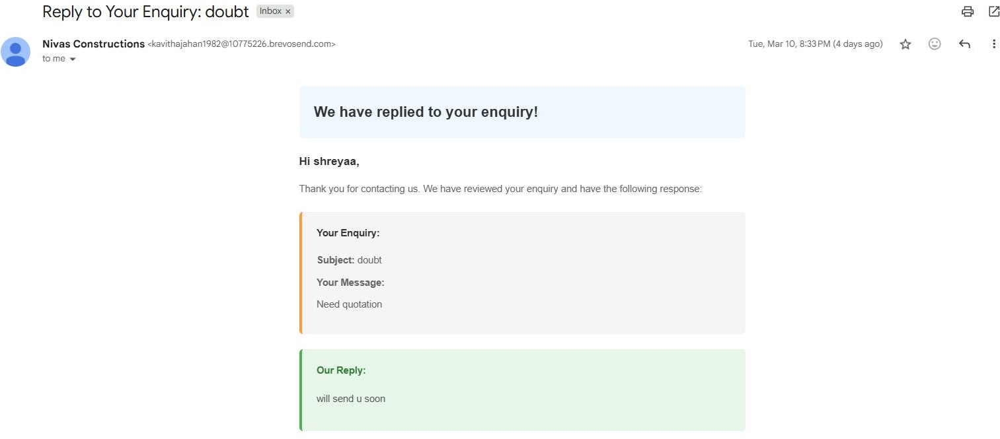 Reply to Your Enquiry: doubt Inbox ×
Nivas Constructions <kavithajahan1982@10775226.brevosend.com> Tue, Mar 10, 8:33 PM (4 days ago)
to me
We have replied to your enquiry!
Hi shreyaa,
Thank you for contacting us. We have reviewed your enquiry and have the following response:
Your Enquiry:
Subject: doubt
Your Message:
Need quotation
Our Reply:
will send u soon